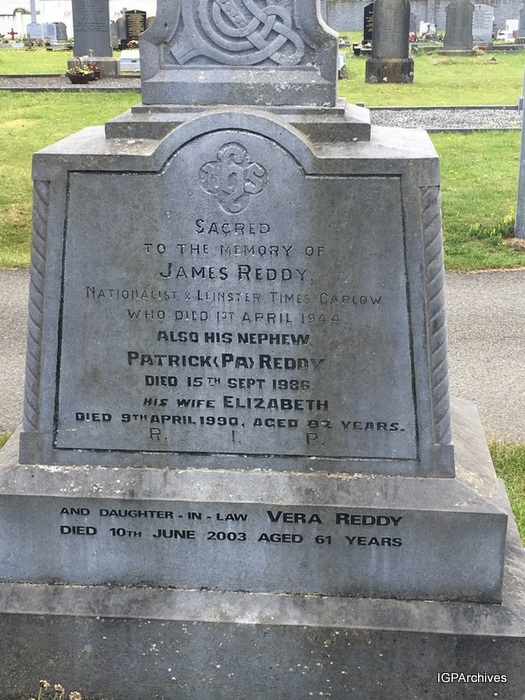 IHS
SACRED
TO THE MEMORY OF
JAMES REDDY,
NATIONALIST & LEINSTER TIMES CARLOW
WHO DIED 1ST APRIL 1944
ALSO HIS NEPHEW
PATRICK (PA) REDDY
DIED 15TH SEPT 1986
HIS WIFE ELIZABETH
DIED 9TH APRIL 1990, AGED 82 YEARS.
R. I. P.
AND DAUGHTER-IN-LAW VERA REDDY
DIED 10TH JUNE 2003 AGED 61 YEARS
IGPArchives